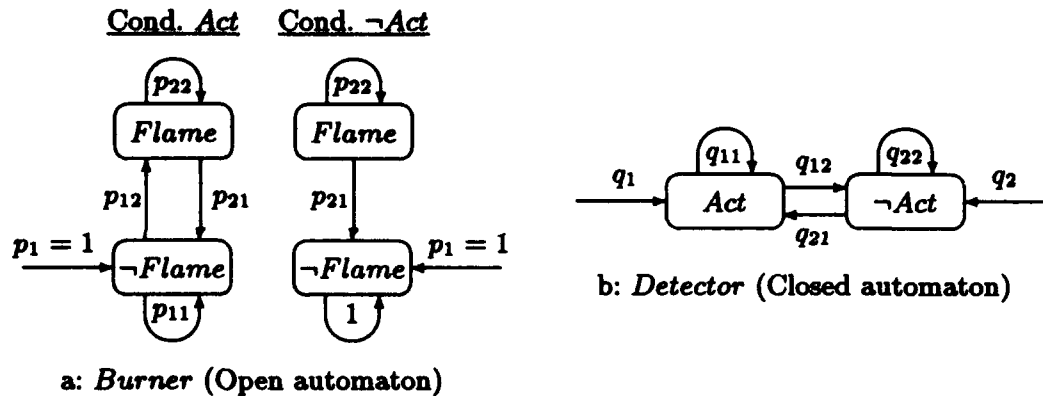 Cond. Act Cond. ¬Act
p₂₂ p₂₂
Flame Flame
p₁₂ p₂₁ p₂₁
p₁ = 1 p₁ = 1
¬Flame ¬Flame
p₁₁ 1
a: Burner (Open automaton)
q₁₁ q₁₂ q₂₂
q₁ q₂
Act ¬Act
q₂₁
b: Detector (Closed automaton)